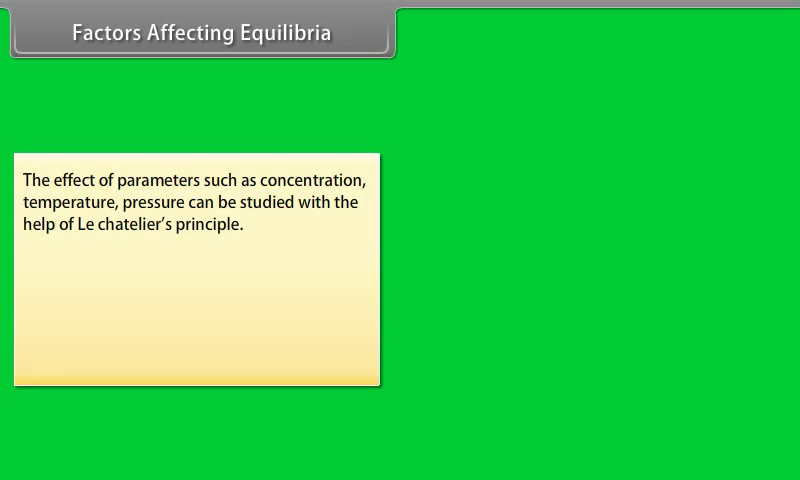 Factors Affecting Equilibria
The effect of parameters such as concentration,
temperature, pressure can be studied with the
help of Le chatelier’s principle.